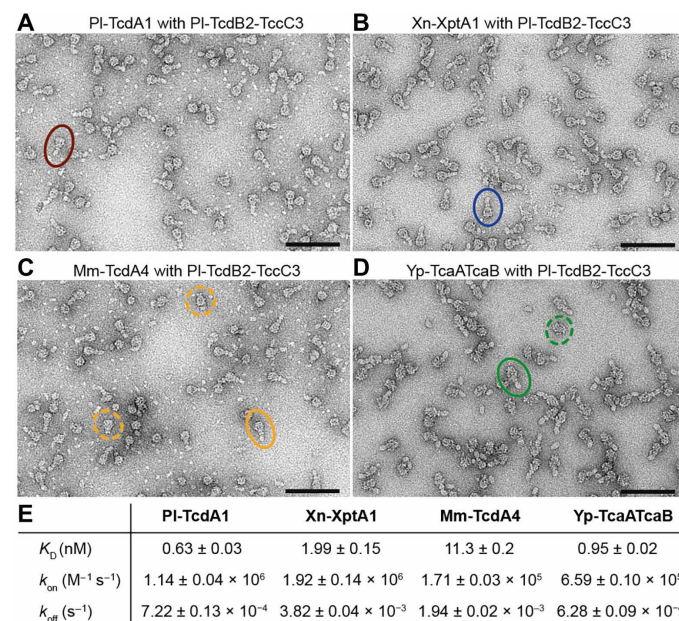 A Pl-TcdA1 with Pl-TcdB2-TccC3
B Xn-XptA1 with Pl-TcdB2-TccC3
C Mm-TcdA4 with Pl-TcdB2-TccC3
D Yp-TcaATcaB with Pl-TcdB2-TccC3
E Pl-TcdA1 Xn-XptA1 Mm-TcdA4 Yp-TcaATcaB
K_D (nM) 0.63 ± 0.03 1.99 ± 0.15 11.3 ± 0.2 0.95 ± 0.02
k_on (M⁻¹ s⁻¹) 1.14 ± 0.04 × 10⁶ 1.92 ± 0.14 × 10⁶ 1.71 ± 0.03 × 10⁵ 6.59 ± 0.10 × 10⁵
k_off (s⁻¹) 7.22 ± 0.13 × 10⁻⁴ 3.82 ± 0.04 × 10⁻³ 1.94 ± 0.02 × 10⁻³ 6.28 ± 0.09 × 10⁻